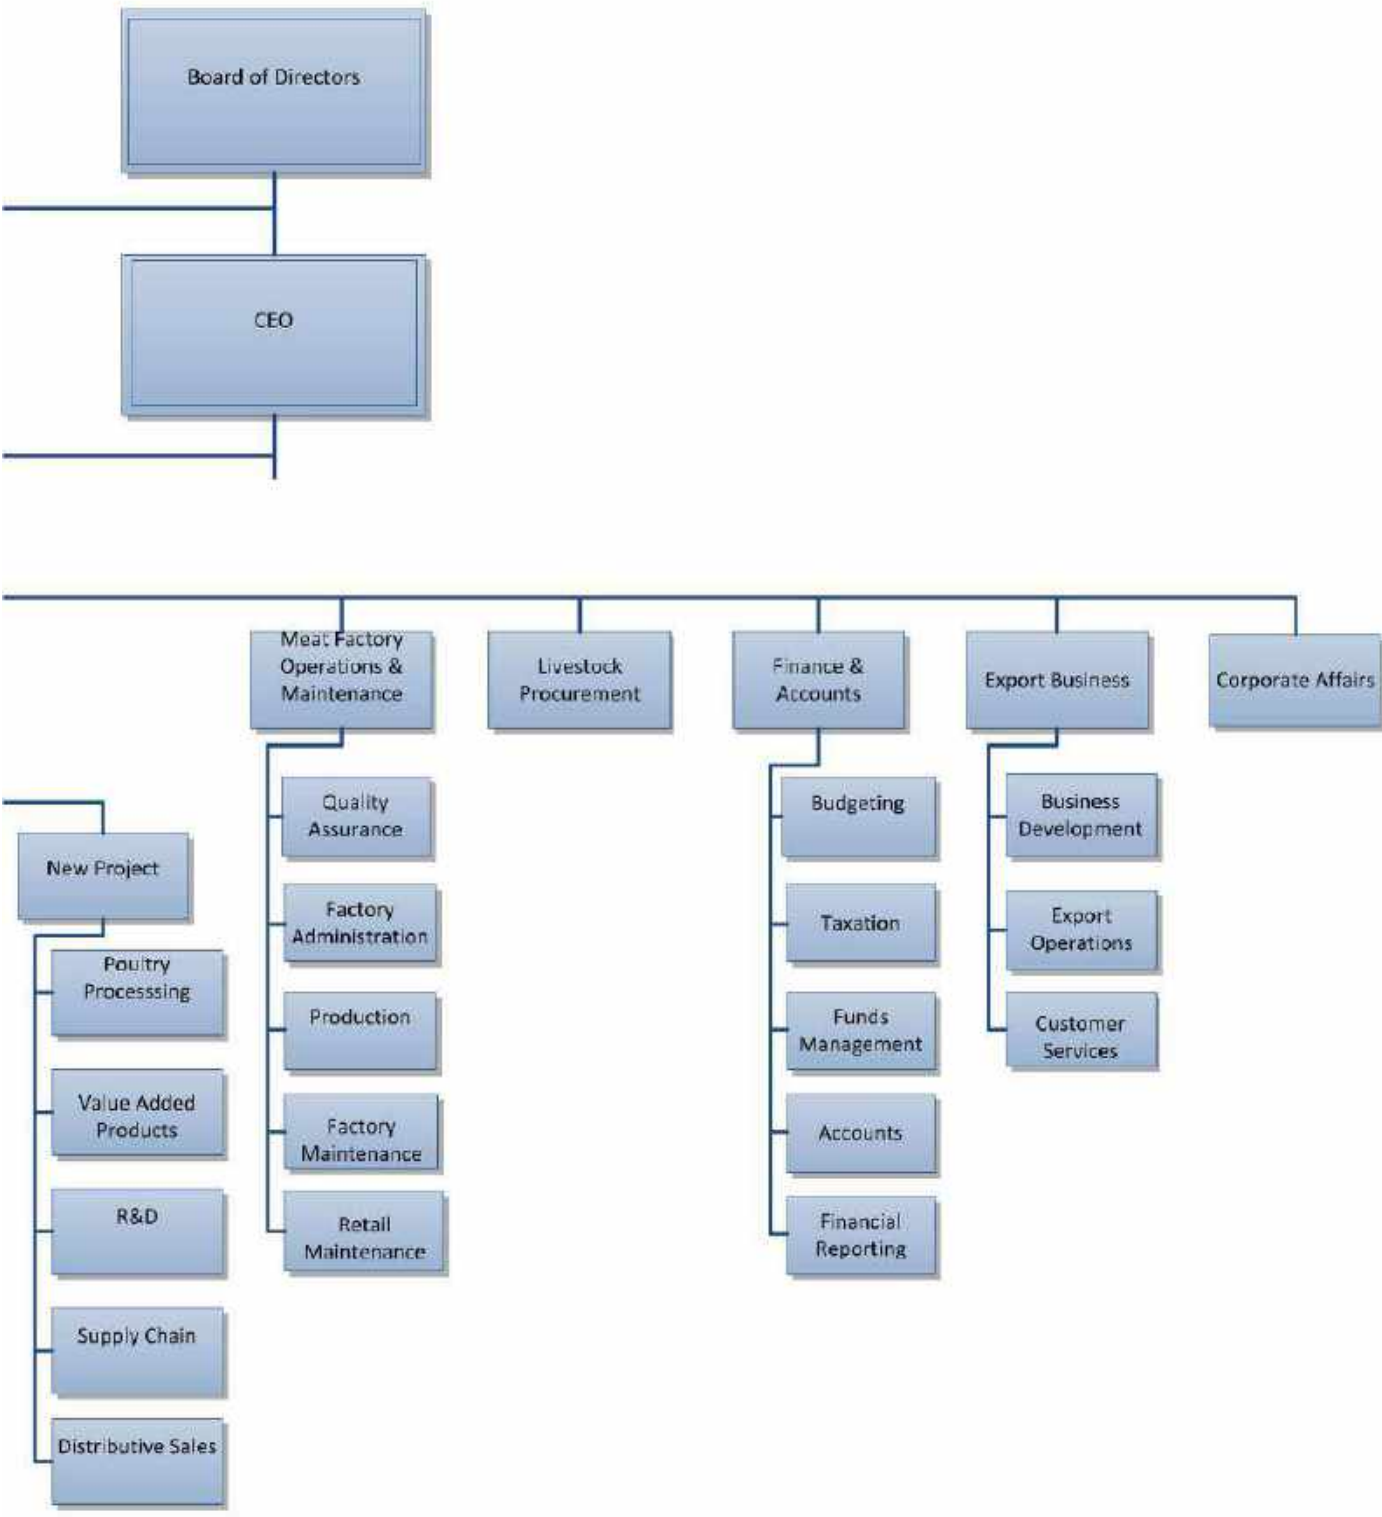 Board of Directors
CEO
Meat Factory
Operations &
Maintenance
Livestock
Procurement
Finance &
Accounts
Export Business
Corporate Affairs
New Project
Poultry
Processsing
Value Added
Products
R&D
Supply Chain
Distributive Sales
Quality
Assurance
Factory
Administration
Production
Factory
Maintenance
Retail
Maintenance
Budgeting
Taxation
Funds
Management
Accounts
Financial
Reporting
Business
Development
Export
Operations
Customer
Services